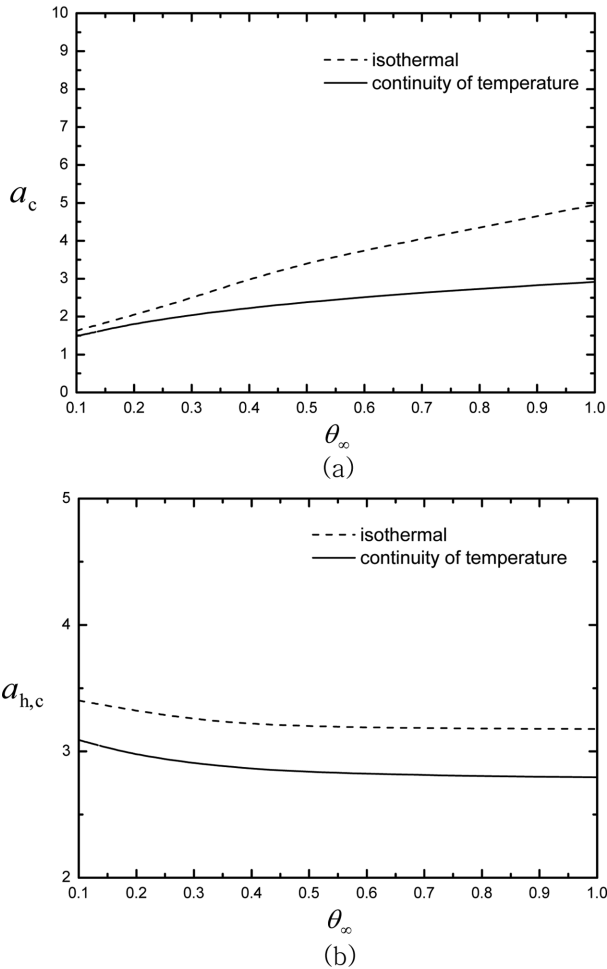 10
9
8
7
6
5
4
3
2
1
0
a_c
isothermal
continuity of temperature
0.1 0.2 0.3 0.4 0.5 0.6 0.7 0.8 0.9 1.0
θ_∞
(a)
5
4
3
2
a_h,c
isothermal
continuity of temperature
0.1 0.2 0.3 0.4 0.5 0.6 0.7 0.8 0.9 1.0
θ_∞
(b)